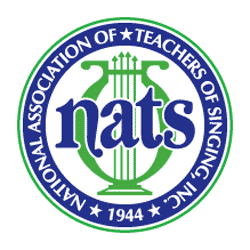 NATIONAL ASSOCIATION OF ★ TEACHERS OF SINGING, INC.
nats
★ 1944 ★